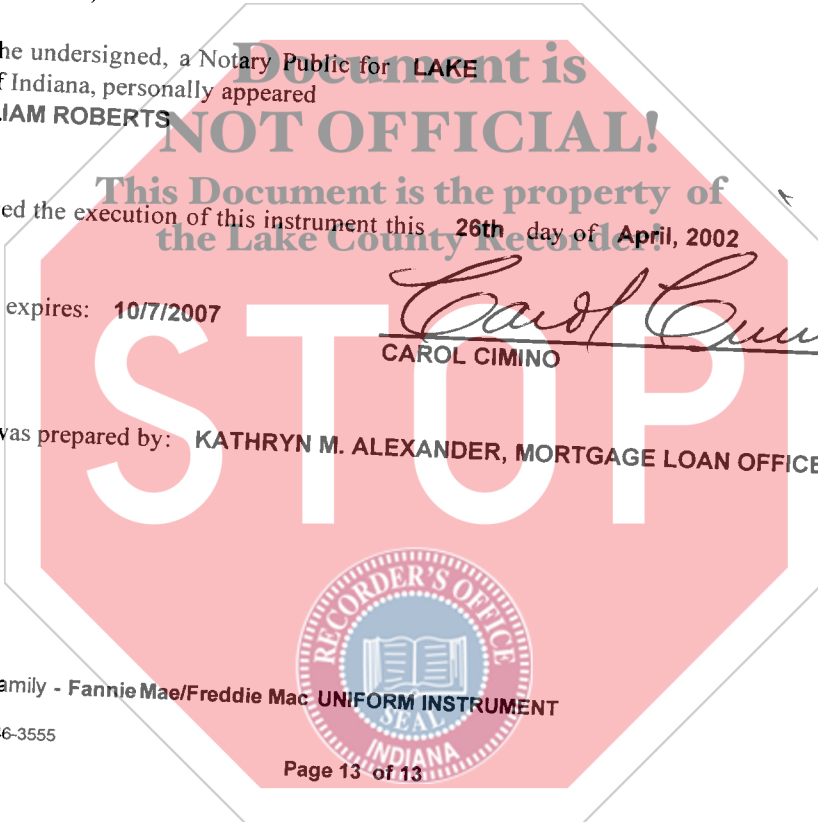 he undersigned, a Notary Public for LAKE
f Indiana, personally appeared
LIAM ROBERTS
Document is
NOT OFFICIAL!
This Document is the property of
the Lake County Recorder!
ed the execution of this instrument this 26th day of April, 2002
expires: 10/7/2007
Carol
CAROL CIMINO
STOP
was prepared by: KATHRYN M. ALEXANDER, MORTGAGE LOAN OFFICE
RECORDER'S OFFICE
SEAL
INDIANA
amily - Fannie Mae/Freddie Mac UNIFORM INSTRUMENT
6-3555
Page 13 of 13